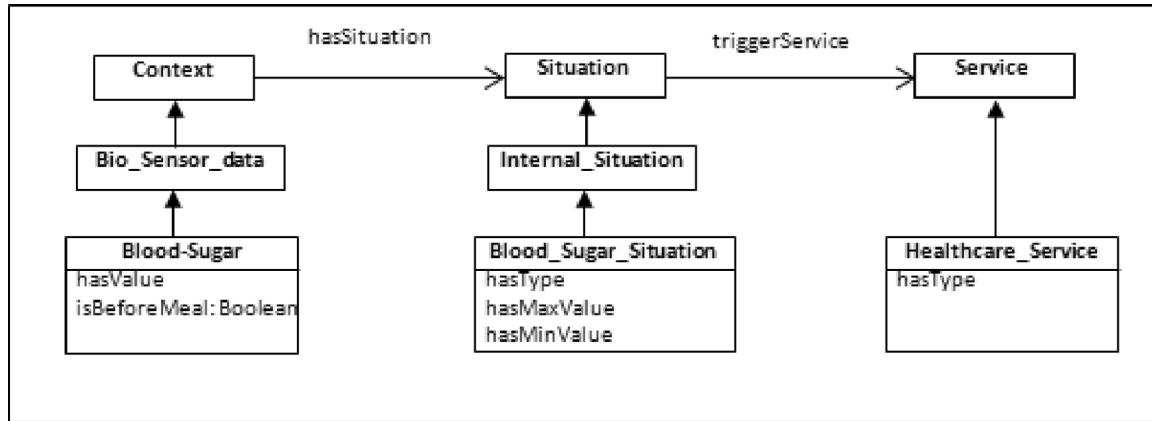 hasSituation
triggerService
Context
Situation
Service
Bio_Sensor_data
Internal_Situation
Blood-Sugar
hasValue
isBeforeMeal: Boolean
Blood_Sugar_Situation
hasType
hasMaxValue
hasMinValue
Healthcare_Service
hasType